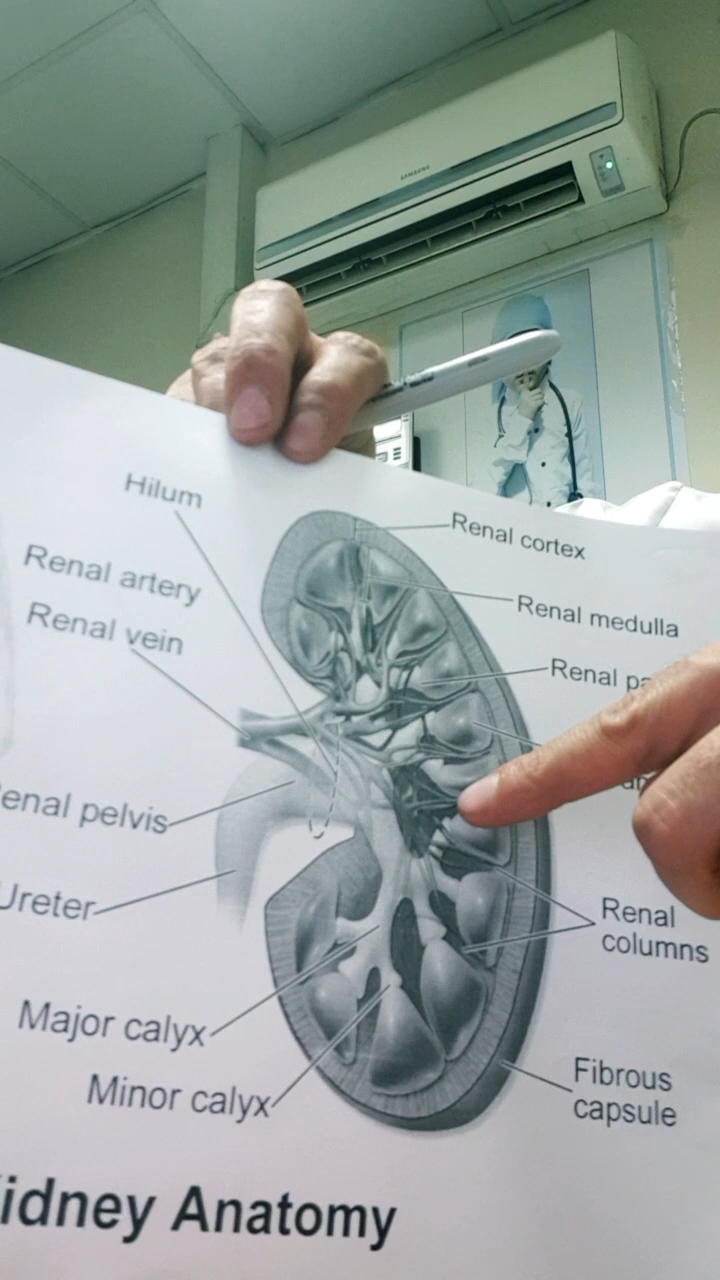 SAMSUNG
Hilum
Renal cortex
Renal artery
Renal medulla
Renal vein
Renal
enal pelvis
Ureter
Renal
columns
Major calyx
Minor calyx
Fibrous
capsule
idney Anatomy